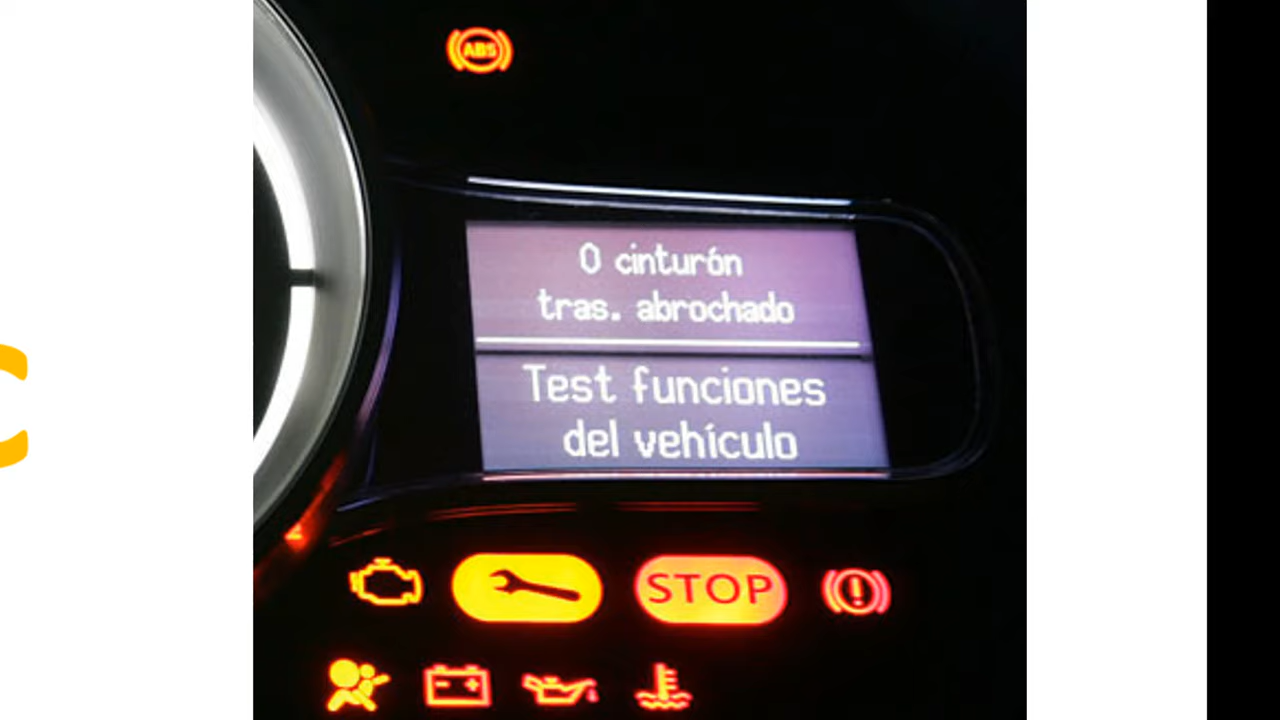 ABS
0 cinturón
tras. abrochado
Test funciones
del vehículo
STOP